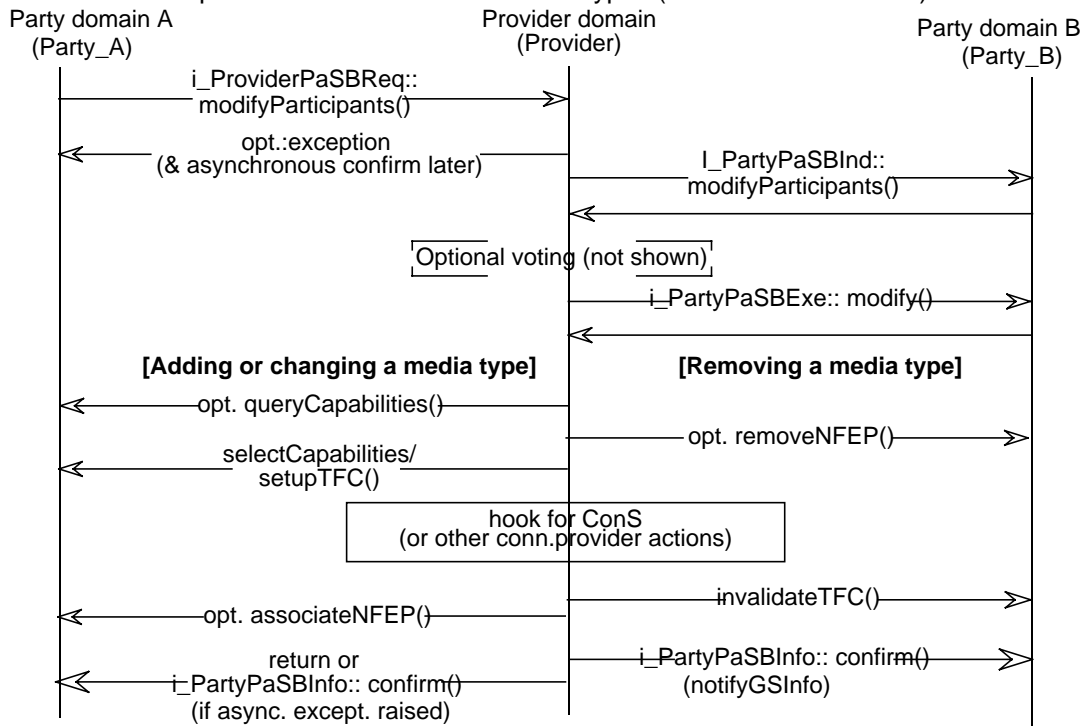 Party domain A
(Party_A)
Provider domain
(Provider)
Party domain B
(Party_B)
i_ProviderPaSBReq::
modifyParticipants()
opt.:exception
(& asynchronous confirm later)
I_PartyPaSBInd::
modifyParticipants()
Optional voting (not shown)
i_PartyPaSBExe:: modify()
[Adding or changing a media type]
[Removing a media type]
opt. queryCapabilities()
opt. removeNFEP()
selectCapabilities/
setupTFC()
hook for ConS
(or other conn.provider actions)
invalidateTFC()
opt. associateNFEP()
i_PartyPaSBInfo:: confirm()
(notifyGSInfo)
return or
i_PartyPaSBInfo:: confirm()
(if async. except. raised)